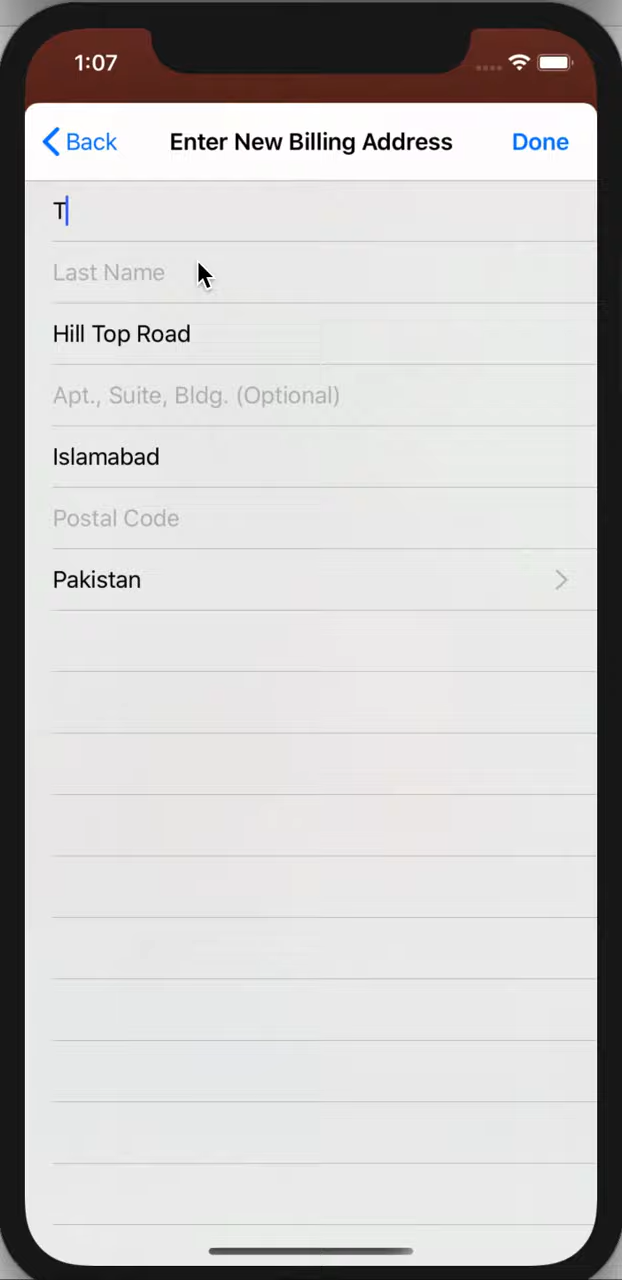 1:07
Back Enter New Billing Address Done
T
Last Name
Hill Top Road
Apt., Suite, Bldg. (Optional)
Islamabad
Postal Code
Pakistan